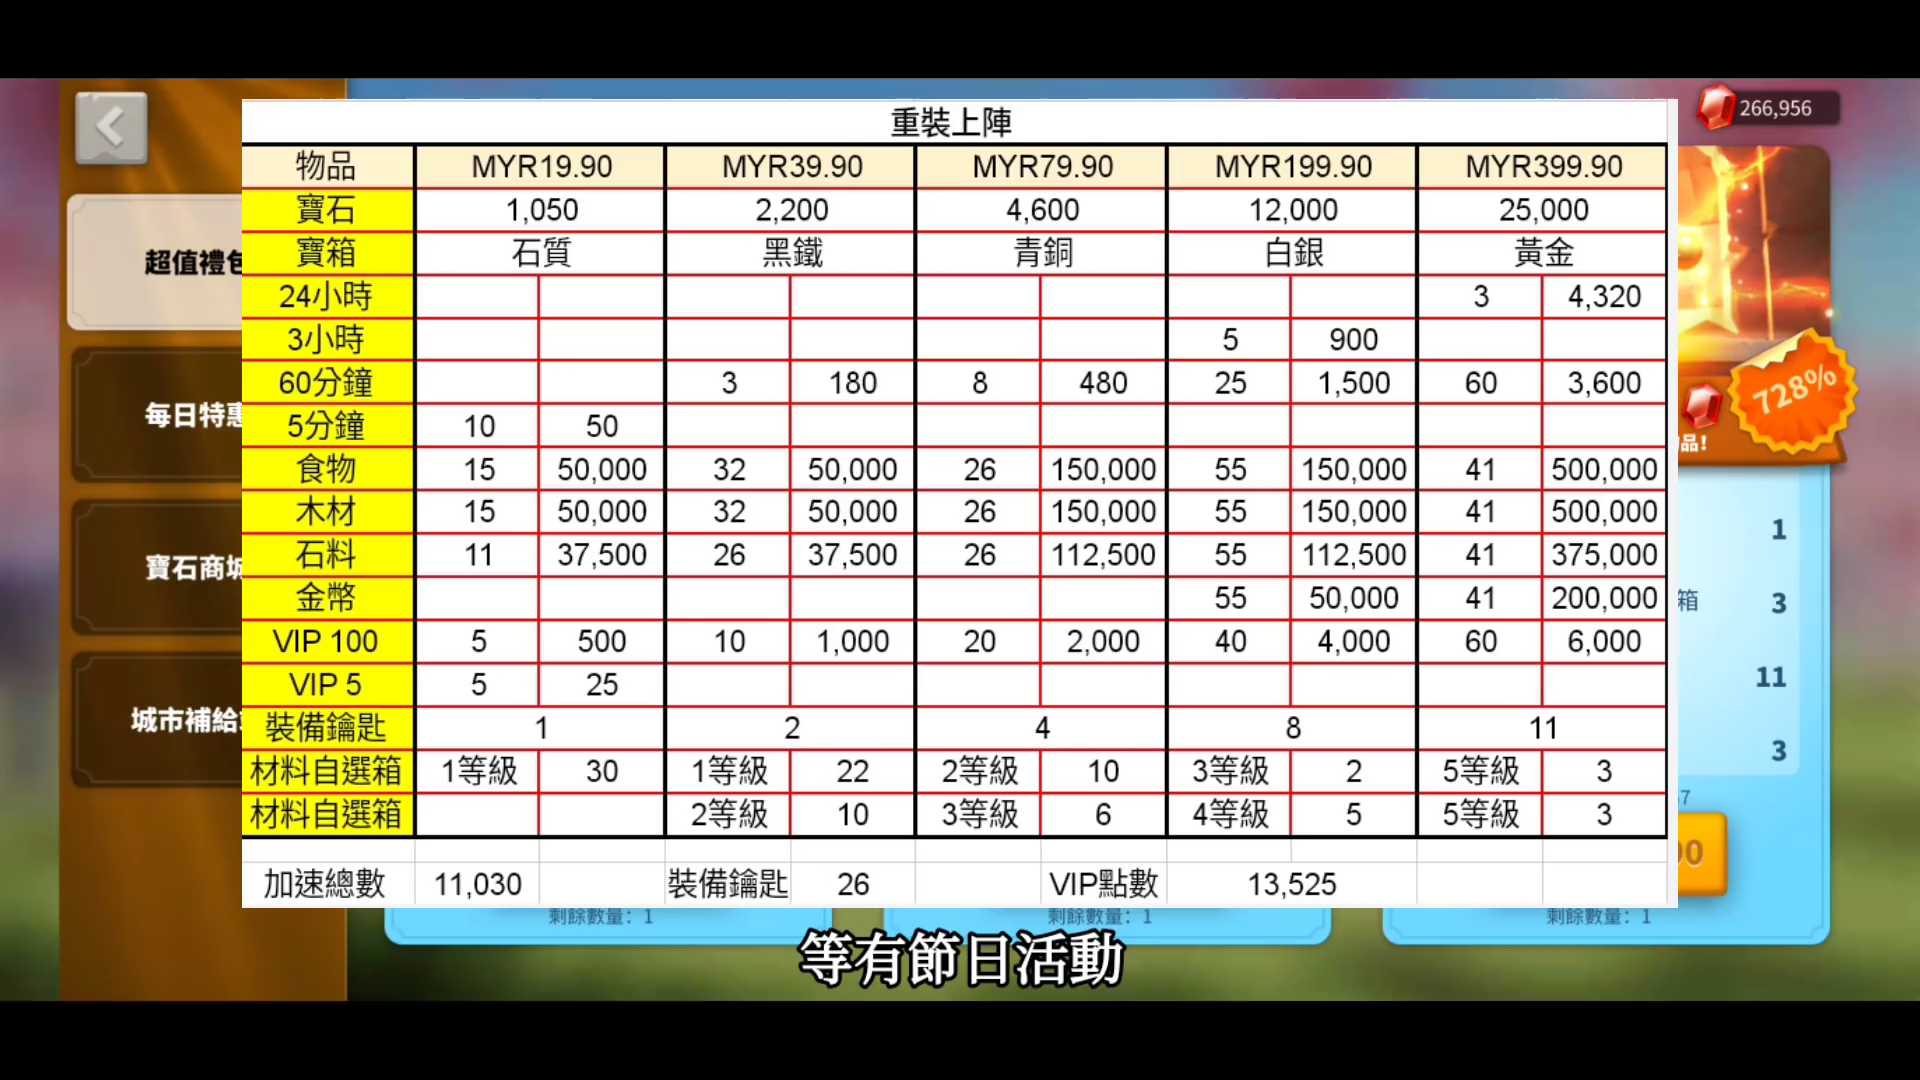 重裝上陣
266,956
物品 MYR19.90 MYR39.90 MYR79.90 MYR199.90 MYR399.90
寶石 1,050 2,200 4,600 12,000 25,000
寶箱 石質 黑鐵 青銅 白銀 黃金
24小時 3 4,320
3小時 5 900
60分鐘 3 180 8 480 25 1,500 60 3,600
5分鐘 10 50
食物 15 50,000 32 50,000 26 150,000 55 150,000 41 500,000
木材 15 50,000 32 50,000 26 150,000 55 150,000 41 500,000
石料 11 37,500 26 37,500 26 112,500 55 112,500 41 375,000
金幣 55 50,000 41 200,000
VIP 100 5 500 10 1,000 20 2,000 40 4,000 60 6,000
VIP 5 5 25
裝備鑰匙 1 2 4 8 11
材料自選箱 1等級 30 1等級 22 2等級 10 3等級 2 5等級 3
材料自選箱 2等級 10 3等級 6 4等級 5 5等級 3
加速總數 11,030 裝備鑰匙 26 VIP點數 13,525
超值禮包
每日特惠
寶石商城
城市補給
728%
品!
1
箱 3
11
3
7
00
剩餘數量: 1 剩餘數量: 1 剩餘數量: 1
等有節日活動